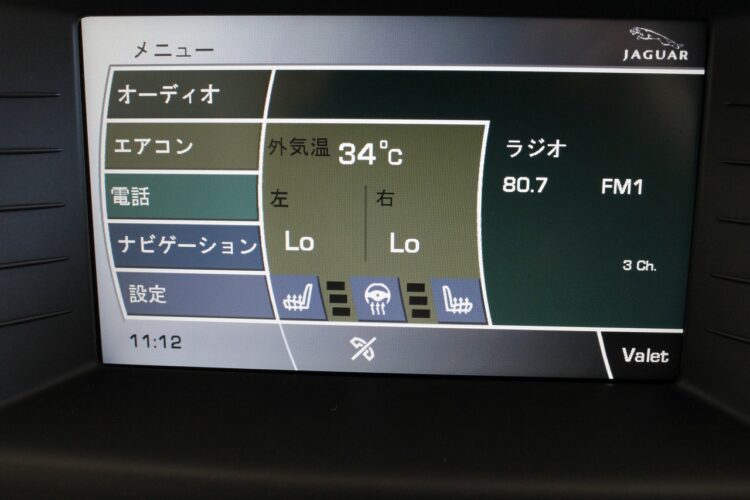 メニュー
JAGUAR
オーディオ
エアコン
電話
ナビゲーション
設定
外気温 34°C
左 右
Lo Lo
ラジオ
80.7 FM1
3 Ch.
11:12
Valet